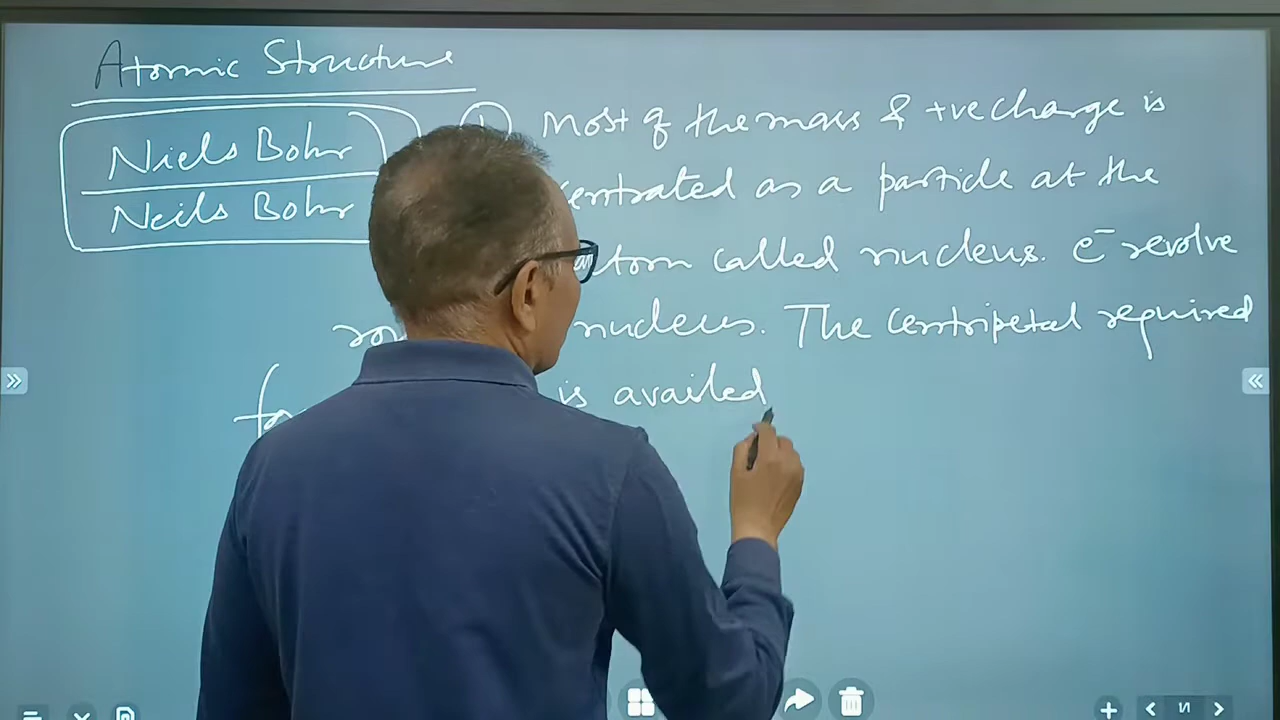 Atomic Structure
Niels Bohr
Neils Bohr
① Most of the mass & +ve charge is
centrated as a particle at the
atom called nucleus. e⁻ revolve
nucleus. The centripetal required
is availed